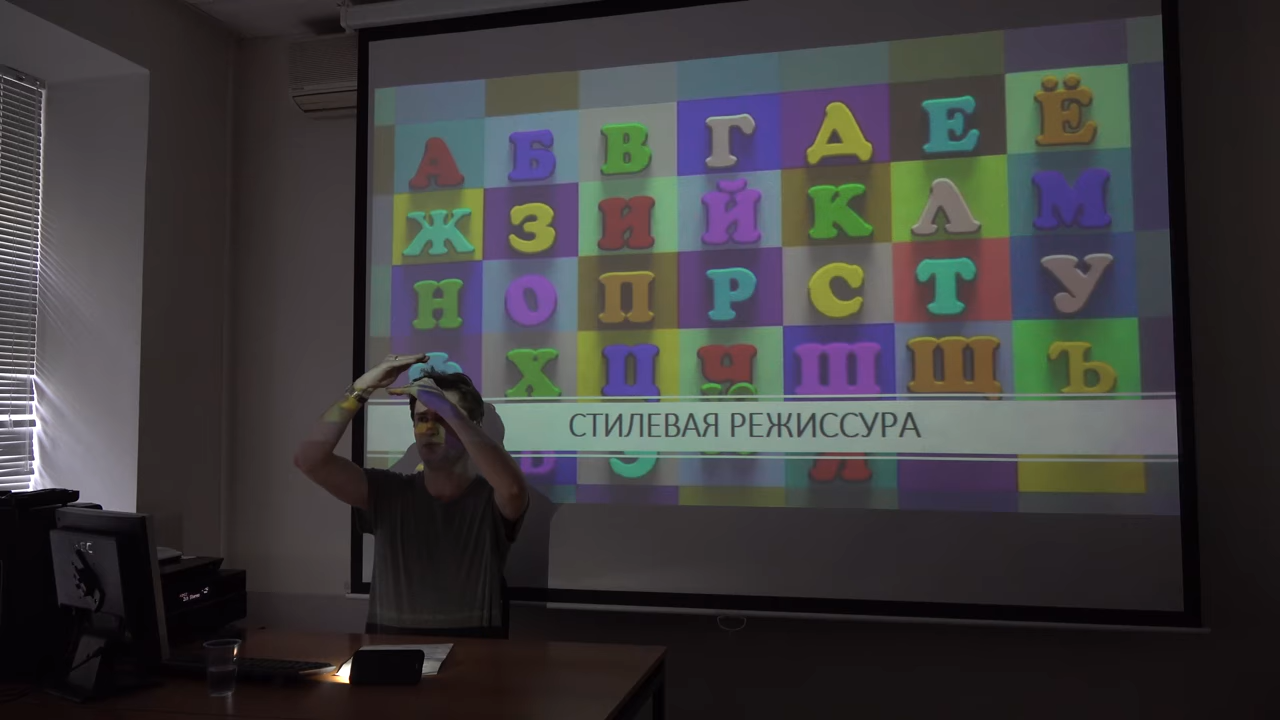 А Б В Г Д Е Ё
Ж З И Й К Л М
Н О П Р С Т У
Х Ц Ч Ш Щ Ъ
СТИЛЕВАЯ РЕЖИССУРА